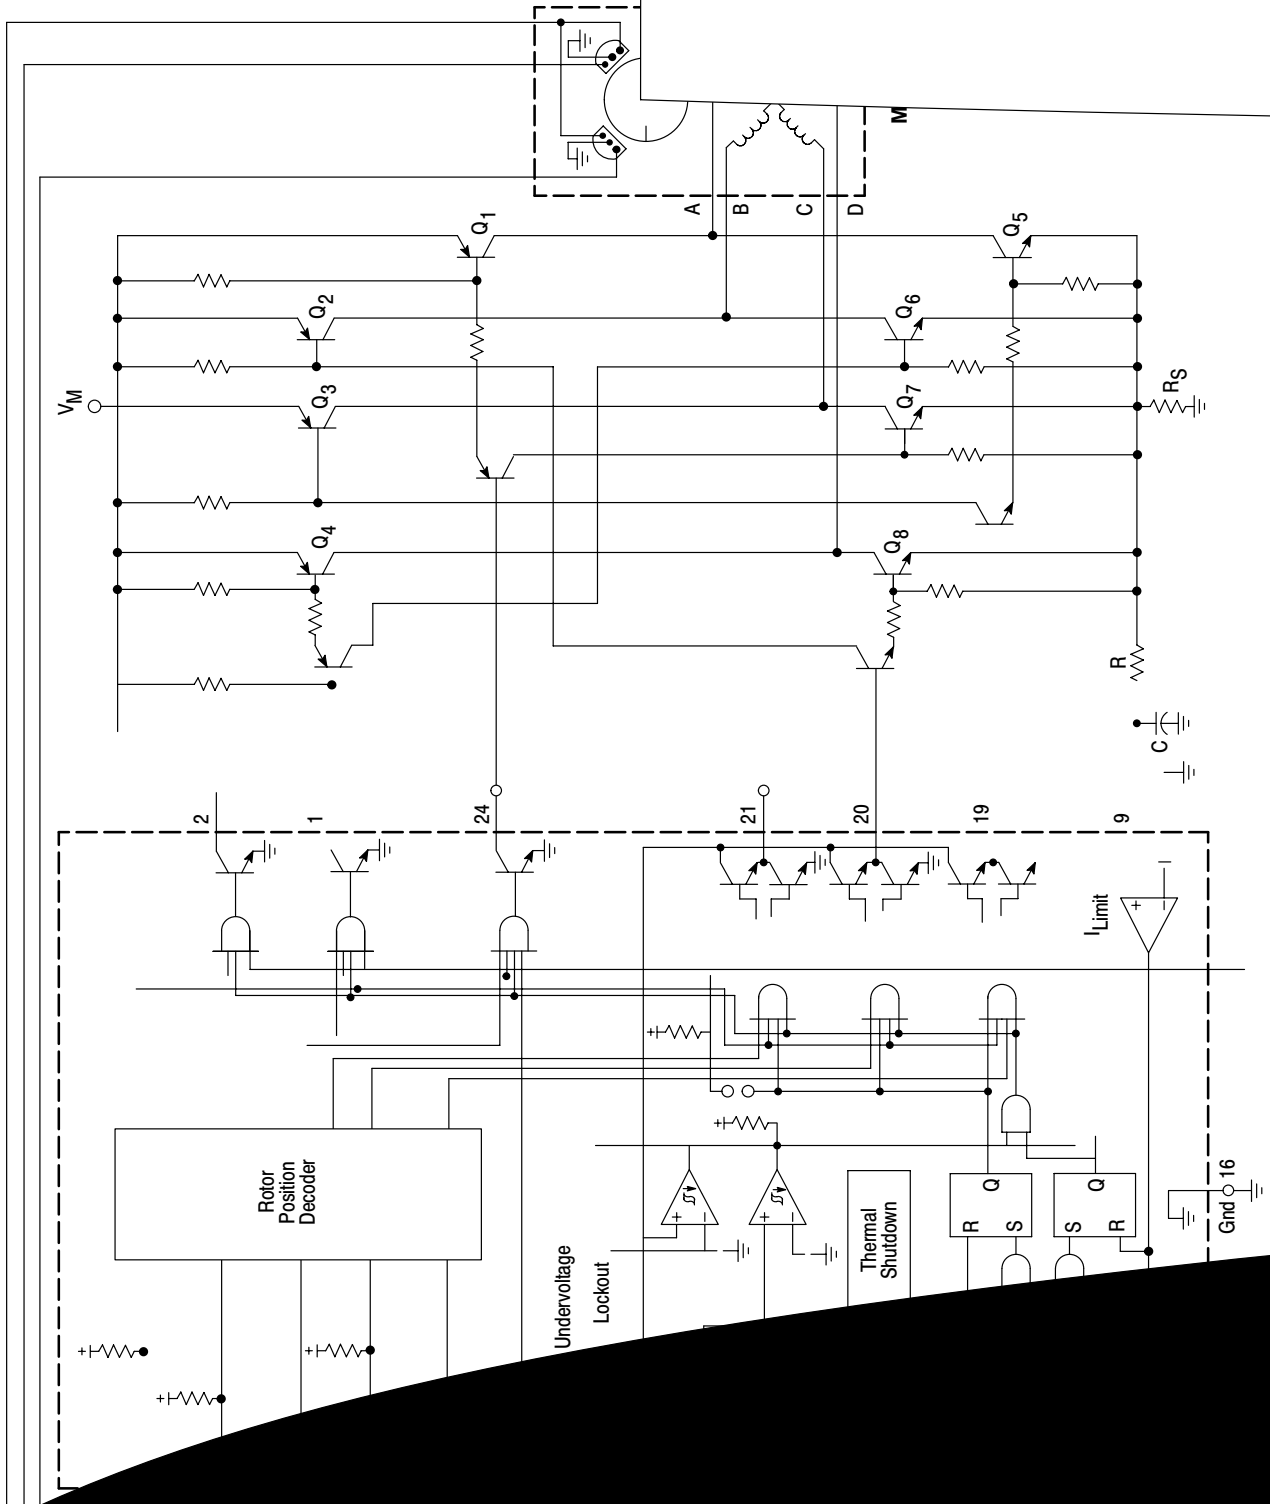 M
A
B
C
D
Q1
Q5
Q2
Q6
VM
Q3
Q7
RS
Q4
Q8
R
C
2
1
24
21
20
19
9
ILimit
+
−
+
Rotor
Position
Decoder
+
+
−
+
−
Undervoltage
Lockout
Thermal
Shutdown
Q
R
S
Q
S
R
Gnd
16
+
+
+